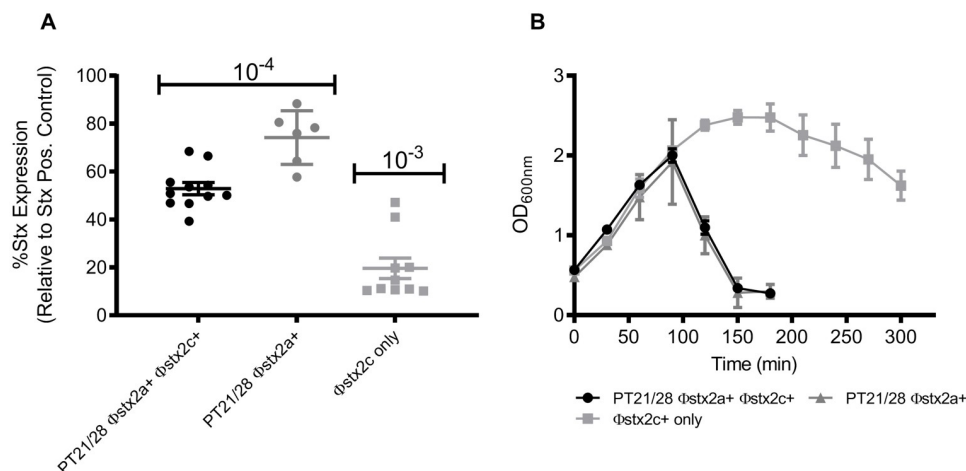 A
B
%Stx Expression
(Relative to Stx Pos. Control)
100
80
60
40
20
0
10-4
10-3
PT21/28 Φstx2a+ Φstx2c+
PT21/28 Φstx2a+
Φstx2c only
OD600nm
3
2
1
0
0 50 100 150 200 250 300
Time (min)
PT21/28 Φstx2a+ Φstx2c+ PT21/28 Φstx2a+
Φstx2c+ only